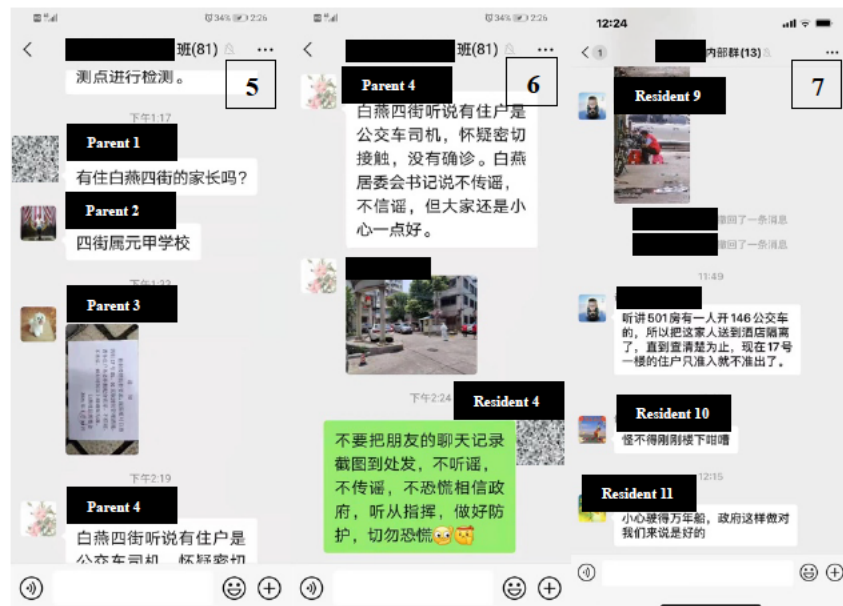 34% 2:26
班(81)
5
测点进行检测。
下午1:17
Parent 1
有住白燕四街的家长吗?
Parent 2
四街属元甲学校
Parent 3
下午2:19
Parent 4
白燕四街听说有住户是
公交车司机，怀疑密切
34% 2:26
班(81)
6
Parent 4
白燕四街听说有住户是
公交车司机，怀疑密切
接触，没有确诊。白燕
居委会书记说不传谣，
不信谣，但大家还是小
心一点好。
下午2:24
Resident 4
不要把朋友的聊天记录
截图到处发，不听谣，
不传谣，不恐慌相信政
府，听从指挥，做好防
护，切勿恐慌
12:24
1
内部群(13)
7
Resident 9
撤回了一条消息
撤回了一条消息
11:49
听讲501房有一人开146公交车
的，所以把这家人送到酒店隔离
了，直到查清楚为止，现在17号
一楼的住户只准入就不准出了。
Resident 10
怪不得刚刚楼下咁嘈
12:15
Resident 11
小心驶得万年船，政府这样做对
我们来说是好的